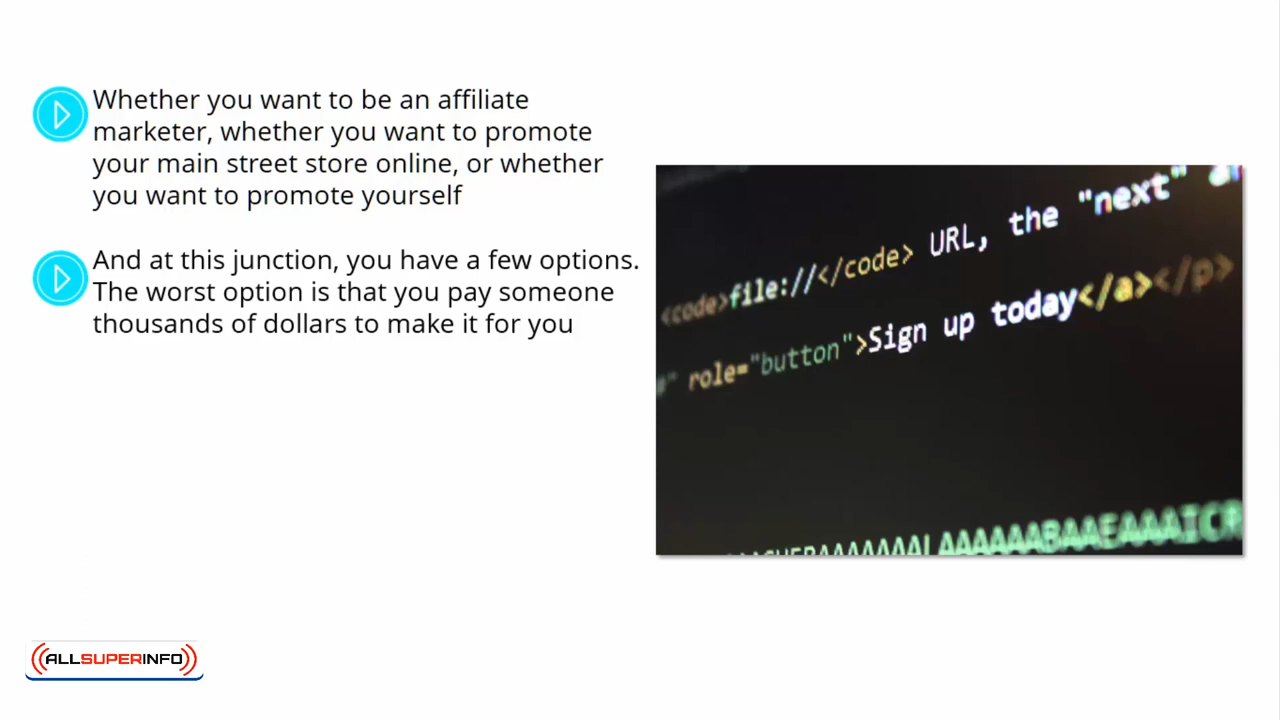 Whether you want to be an affiliate
marketer, whether you want to promote
your main street store online, or whether
you want to promote yourself
And at this junction, you have a few options.
The worst option is that you pay someone
thousands of dollars to make it for you
<code>file://</code> URL, the "next"
role="button">Sign up today</a></p>
ALLSUPERINFO